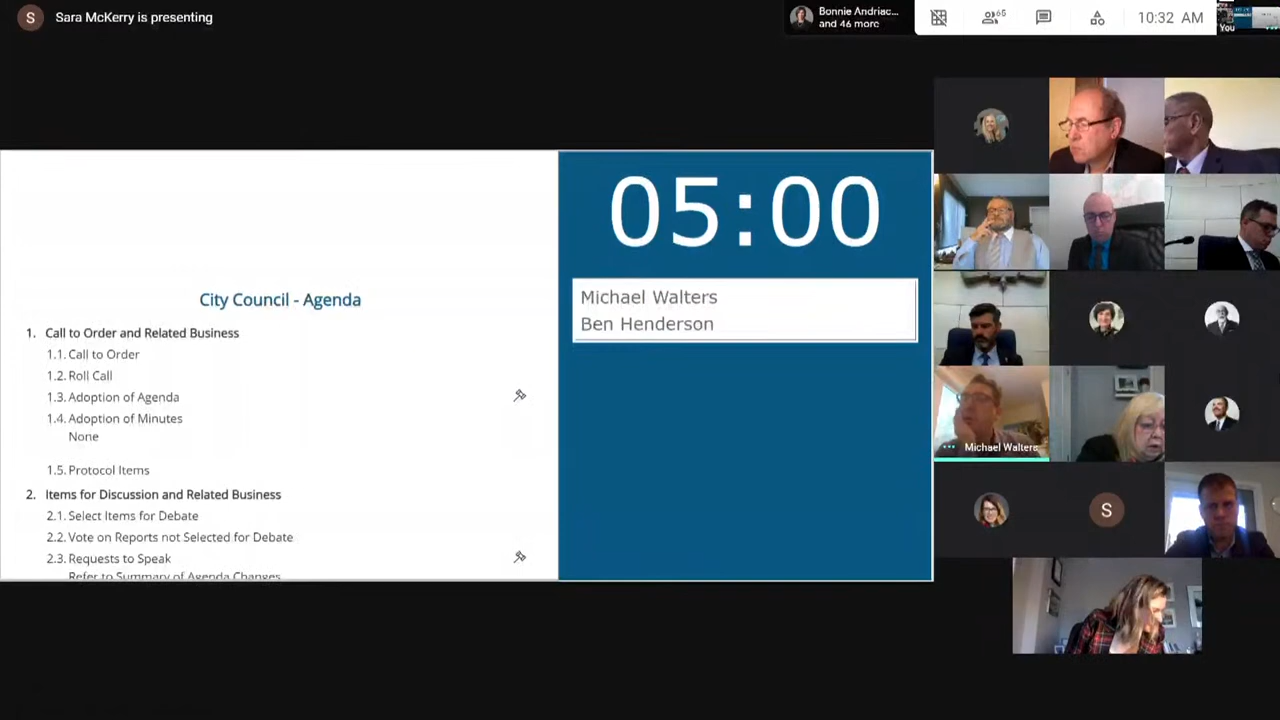 S
Sara McKerry is presenting
Bonnie Andriac...
and 46 more
65
10:32 AM
You
05:00
Michael Walters
Ben Henderson
City Council - Agenda
1. Call to Order and Related Business
1.1. Call to Order
1.2. Roll Call
1.3. Adoption of Agenda
1.4. Adoption of Minutes
None
1.5. Protocol Items
2. Items for Discussion and Related Business
2.1. Select Items for Debate
2.2. Vote on Reports not Selected for Debate
2.3. Requests to Speak
Refer to Summary of Agenda Changes
Michael Walters
S